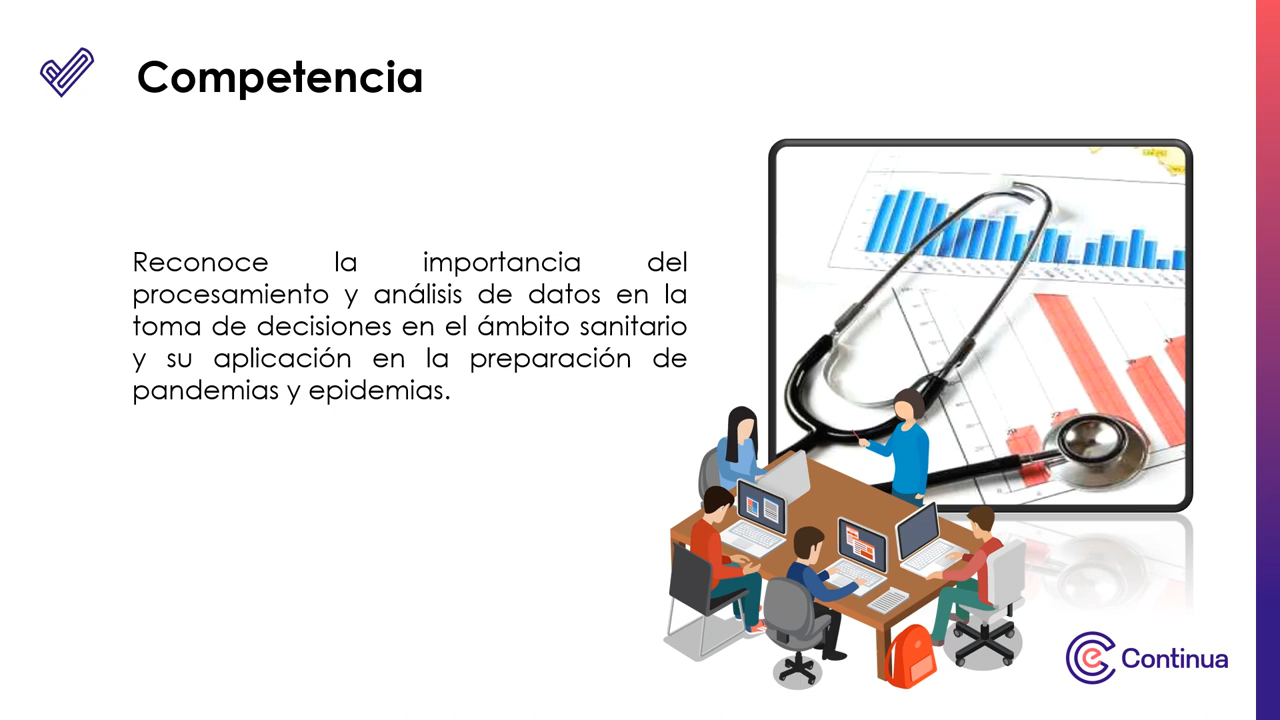 Competencia
Reconoce la importancia del
procesamiento y análisis de datos en la
toma de decisiones en el ámbito sanitario
y su aplicación en la preparación de
pandemias y epidemias.
Continua